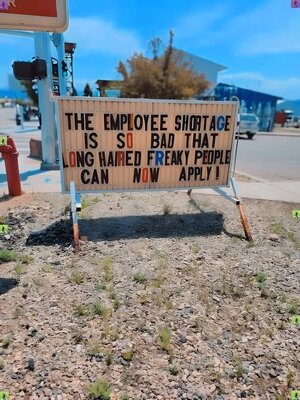 THE EMPLOYEE SHORTAGE
IS SO BAD THAT
LONG HAIRED FREAKY PEOPLE
CAN NOW APPLY!